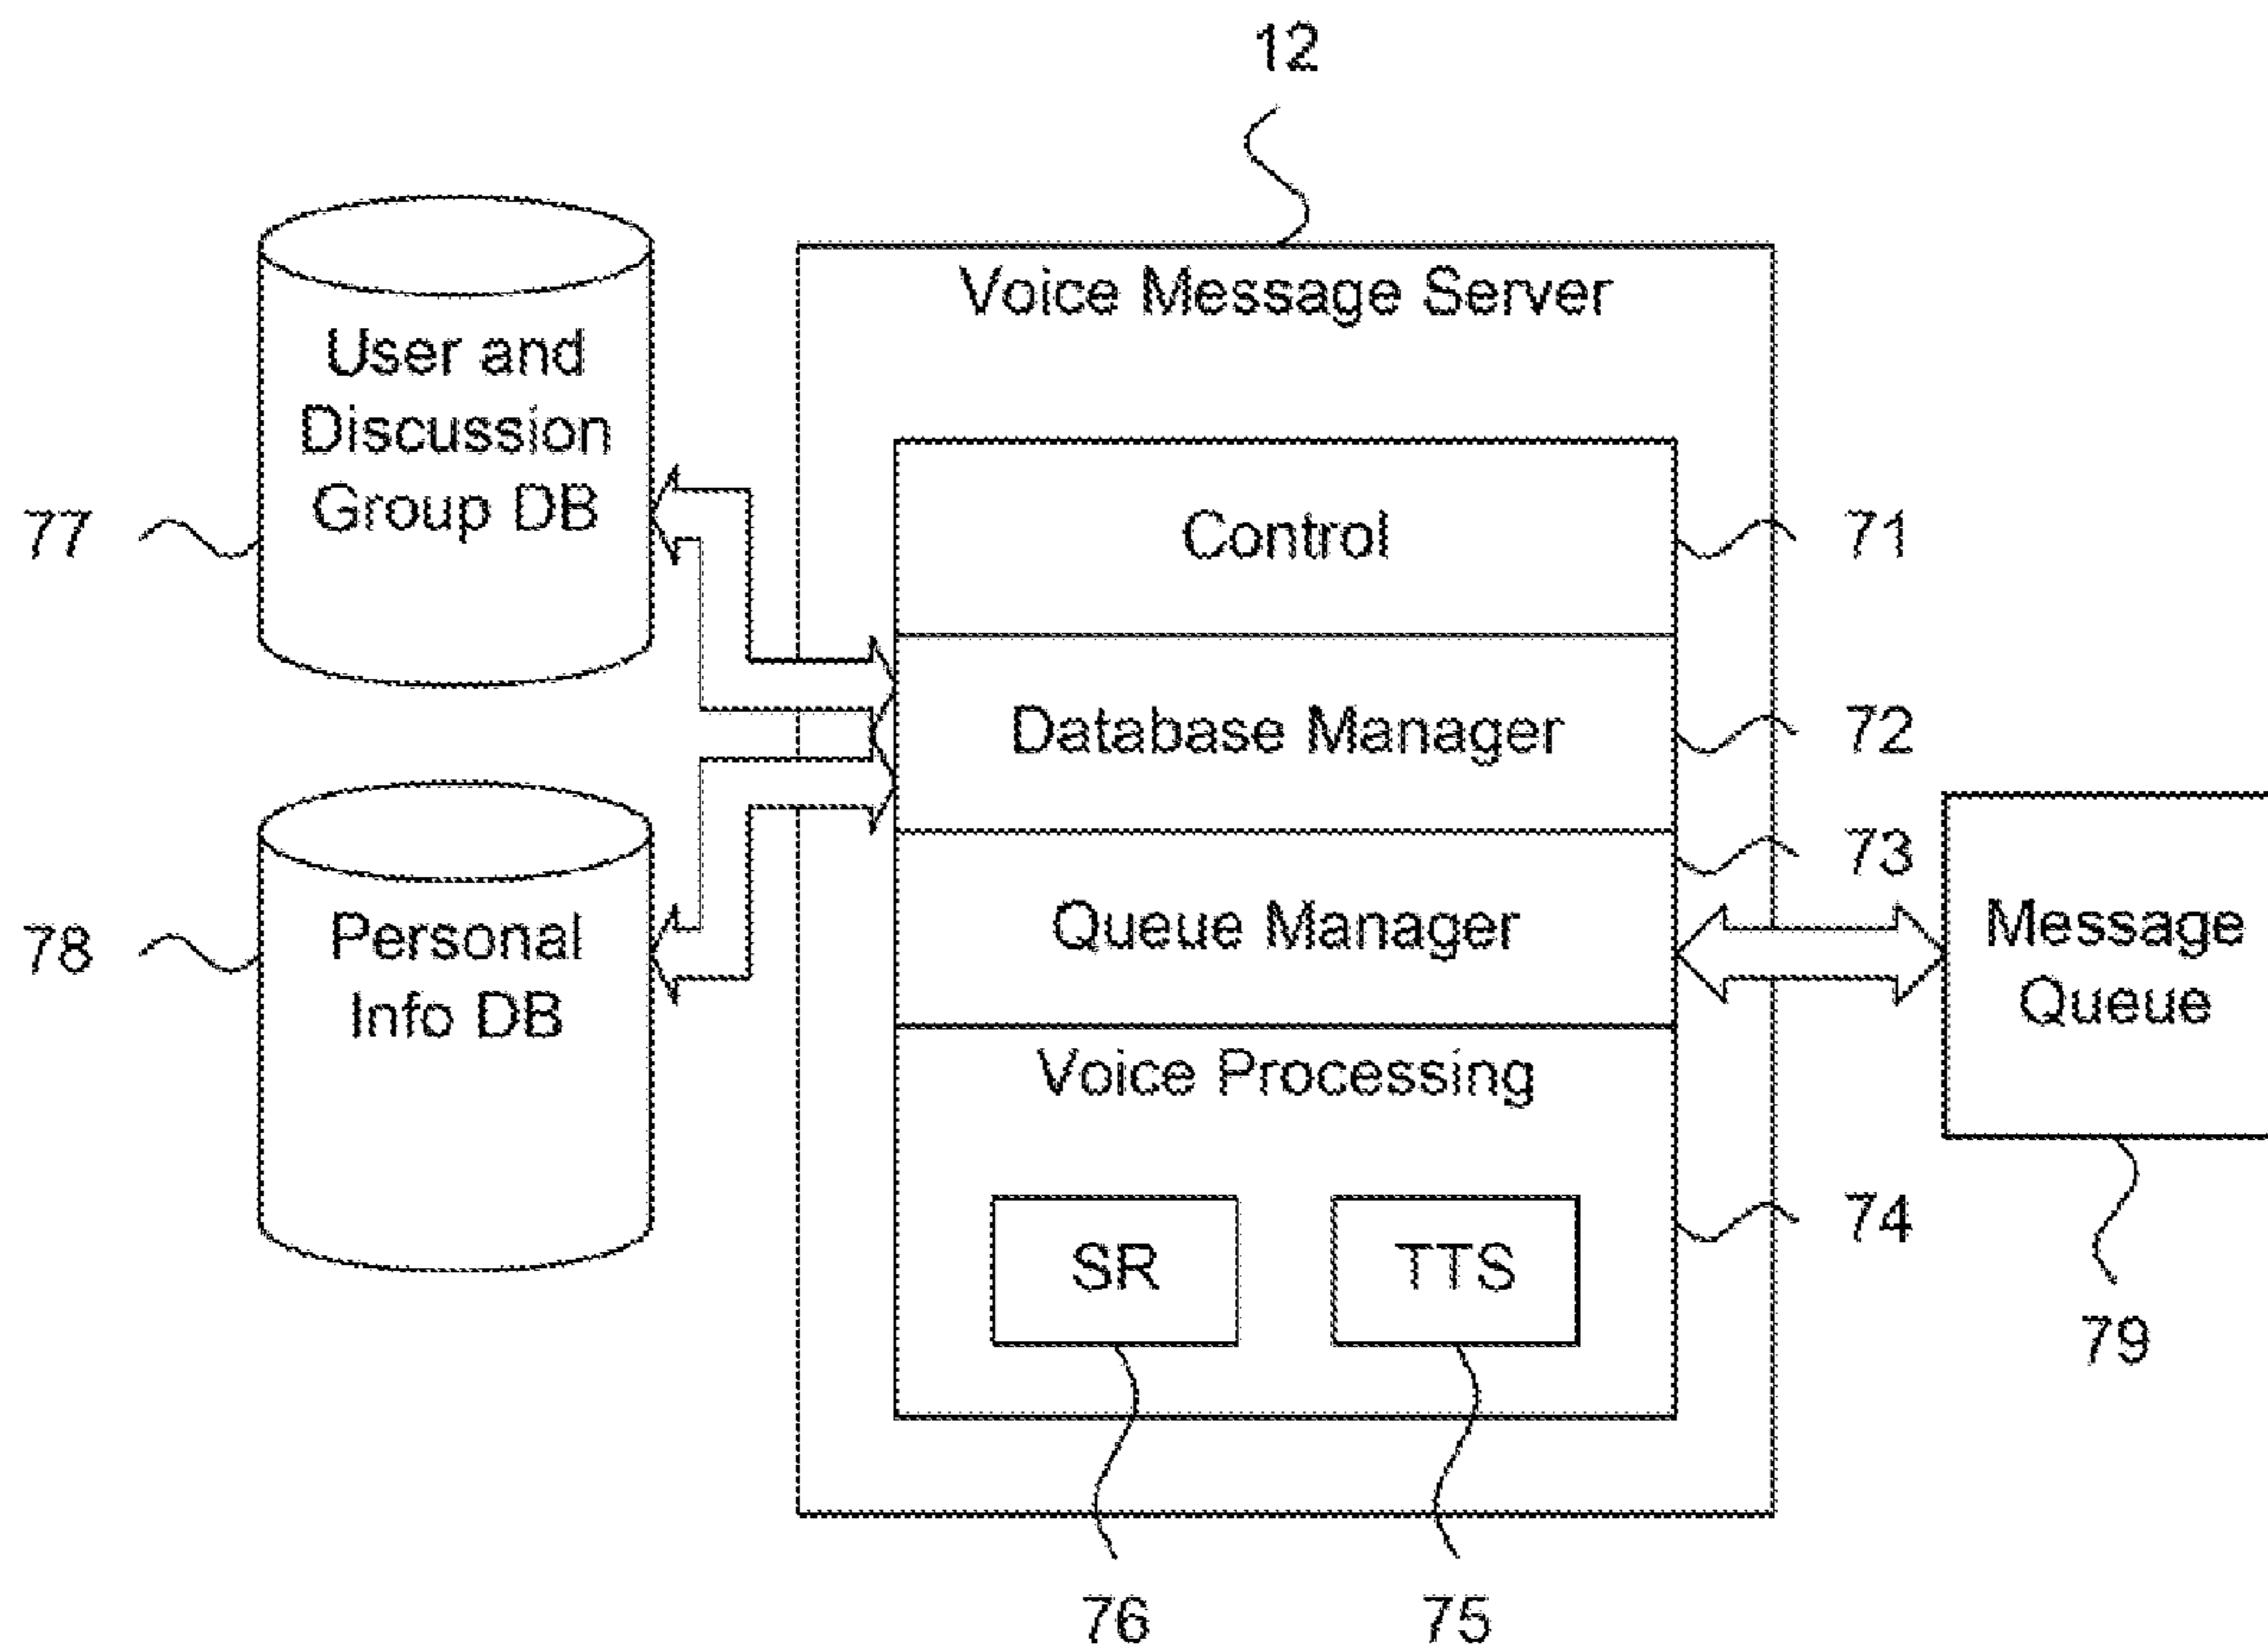 12
Voice Message Server
User and
Discussion
Group DB
77
Control
71
Database Manager
72
73
Personal
Info DB
78
Queue Manager
Message
Queue
Voice Processing
74
SR
TTS
79
76
75